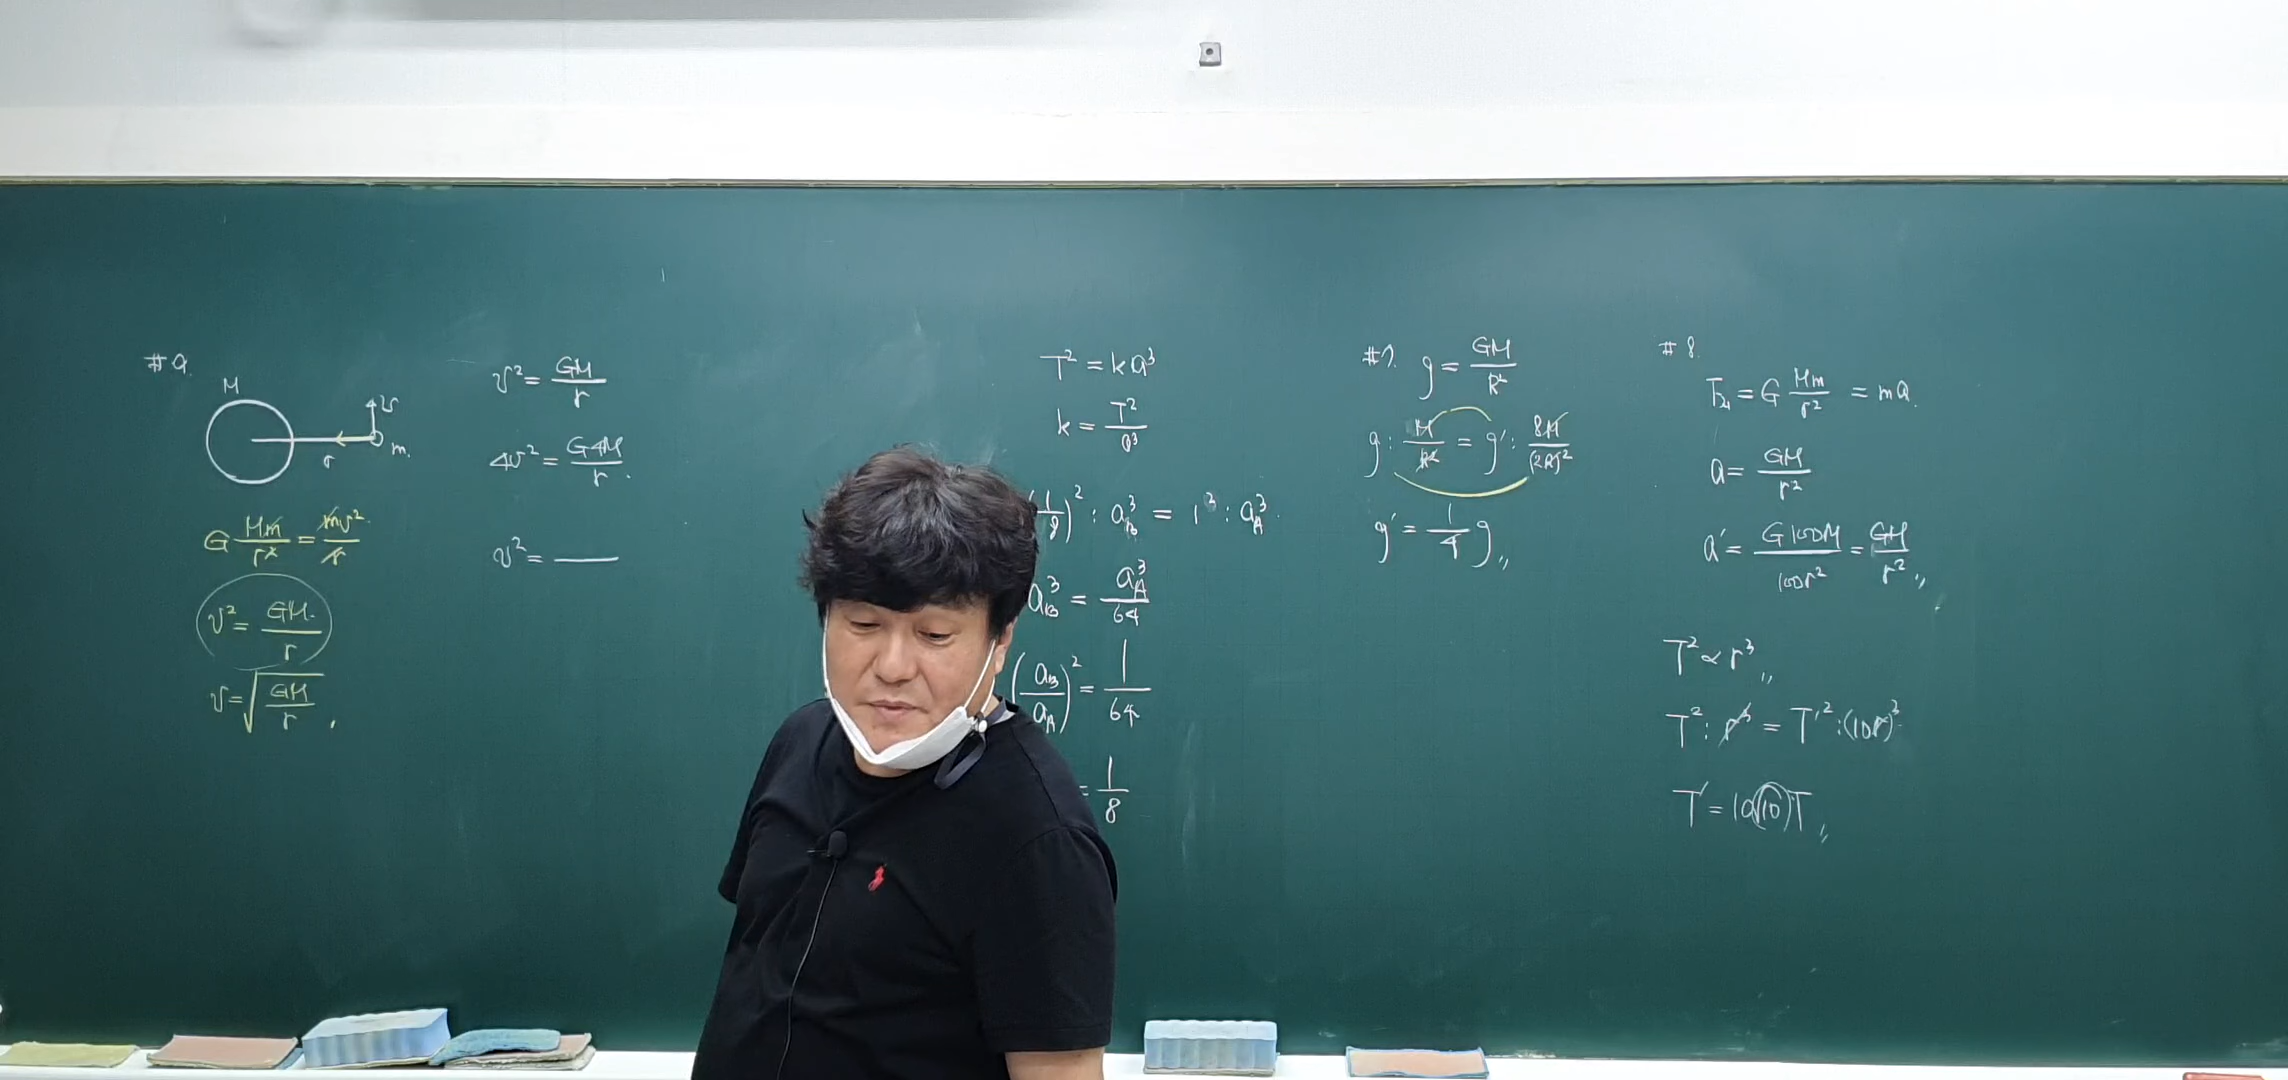 #9.
M
v
r
m.
G Mm/r² = mv²/r
v² = GM/r
v = √(GM/r)
v² = GM/r
4v² = G4M/r
v² =
T² = ka³
k = T²/a³
(1/8)² : a_B³ = 1³ : a_A³
a_B³ = a_A³/64
(a_B/a_A)² = 1/64
= 1/8
#7.
g = GM/R²
g : M/R² = g' : 8M/(2R)²
g' = 1/4 g
#8.
= G Mm/r² = ma.
a = GM/r²
a' = G100M/100r² = GM/r²
T² ∝ r³
T² : r³ = T'² : (10r)³
T' = 10√10 T